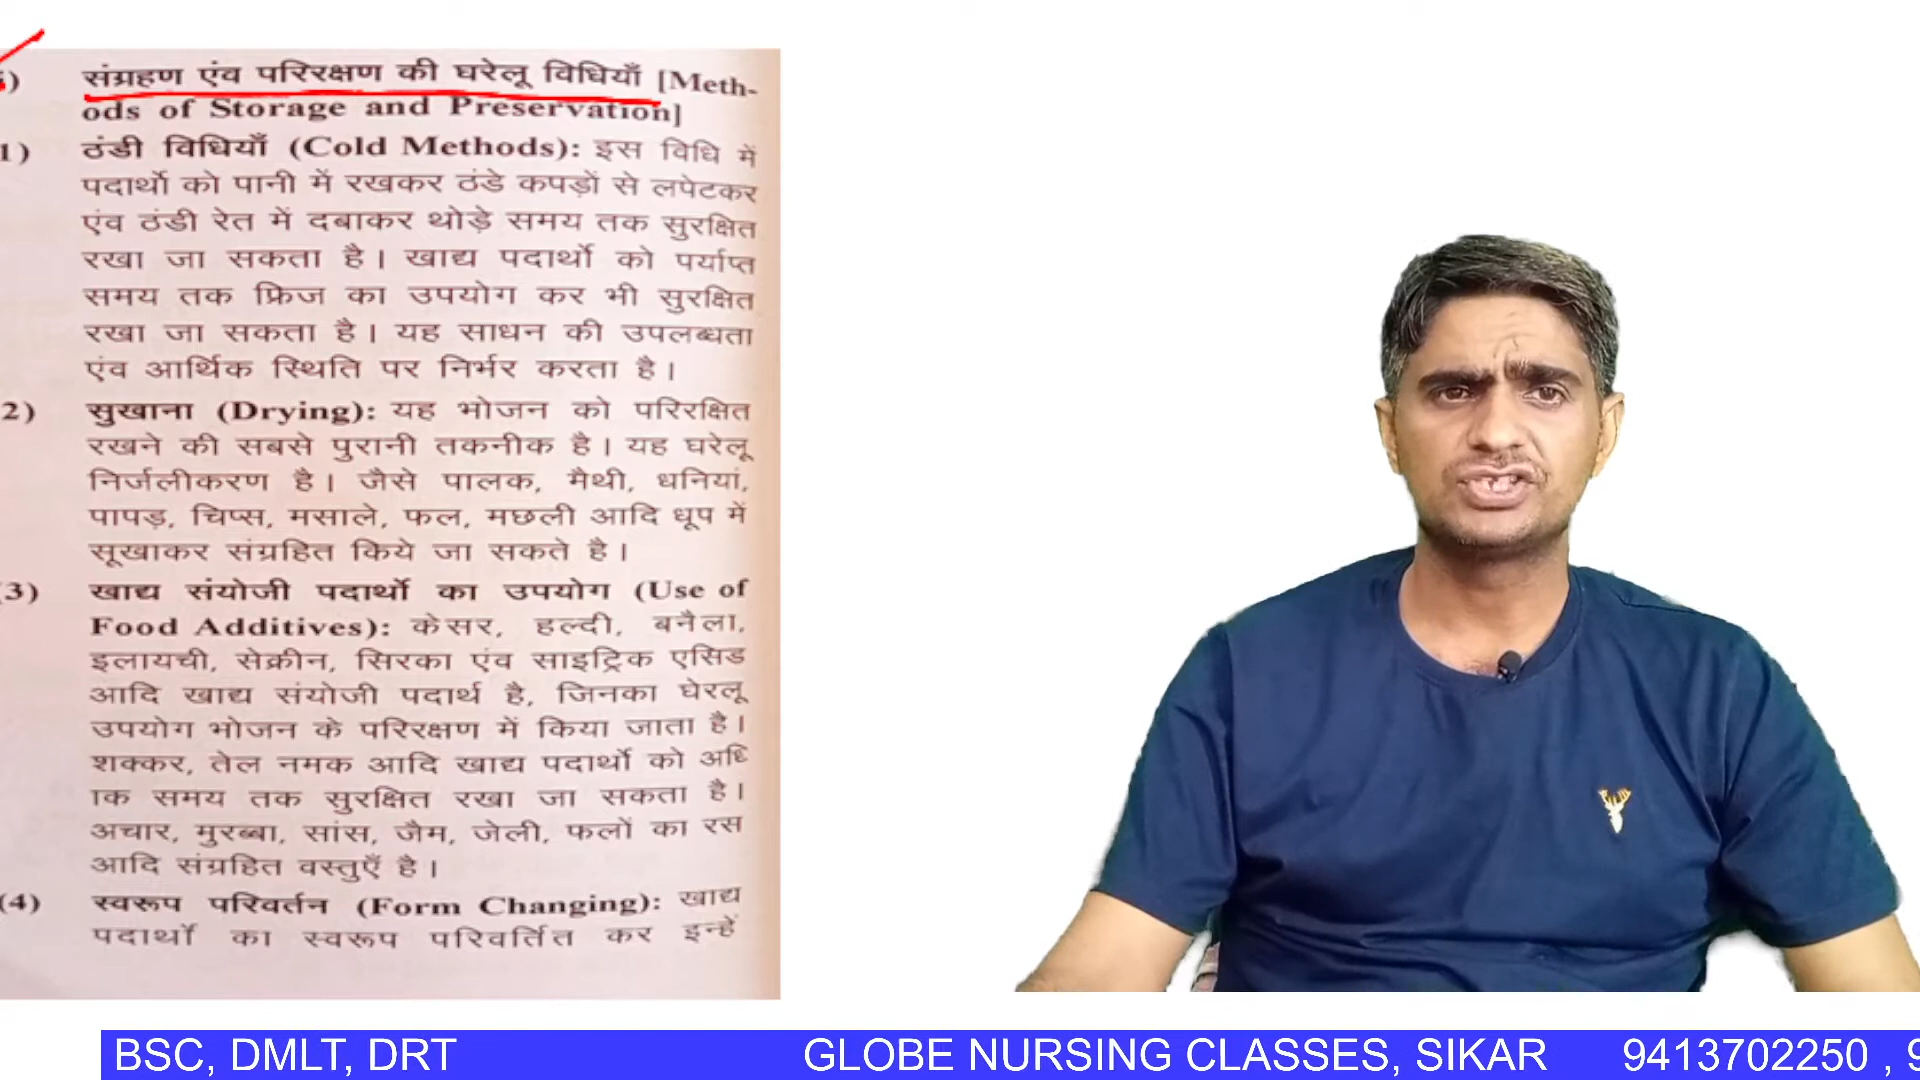 संग्रहण एंव परिरक्षण की घरेलू विधियाँ [Meth-
ods of Storage and Preservation]
1) ठंडी विधियाँ (Cold Methods): इस विधि में
पदार्थो को पानी में रखकर ठंडे कपड़ों से लपेटकर
एंव ठंडी रेत में दबाकर थोड़े समय तक सुरक्षित
रखा जा सकता है। खाद्य पदार्थो को पर्याप्त
समय तक फ्रिज का उपयोग कर भी सुरक्षित
रखा जा सकता है। यह साधन की उपलब्धता
एंव आर्थिक स्थिति पर निर्भर करता है।
2) सुखाना (Drying): यह भोजन को परिरक्षित
रखने की सबसे पुरानी तकनीक है। यह घरेलू
निर्जलीकरण है। जैसे पालक, मैथी, धनियां,
पापड़, चिप्स, मसाले, फल, मछली आदि धूप में
सूखाकर संग्रहित किये जा सकते है।
(3) खाद्य संयोजी पदार्थो का उपयोग (Use of
Food Additives): केसर, हल्दी, बनैला,
इलायची, सेक्रीन, सिरका एंव साइट्रिक एसिड
आदि खाद्य संयोजी पदार्थ है, जिनका घेरलू
उपयोग भोजन के परिरक्षण में किया जाता है।
शक्कर, तेल नमक आदि खाद्य पदार्थो को अधि
ाक समय तक सुरक्षित रखा जा सकता है।
अचार, मुरब्बा, सांस, जैम, जेली, फलों का रस
आदि संग्रहित वस्तुएँ है।
(4) स्वरूप परिवर्तन (Form Changing): खाद्य
पदार्थो का स्वरूप परिवर्तित कर इन्हें
BSC, DMLT, DRT GLOBE NURSING CLASSES, SIKAR 9413702250 , 9